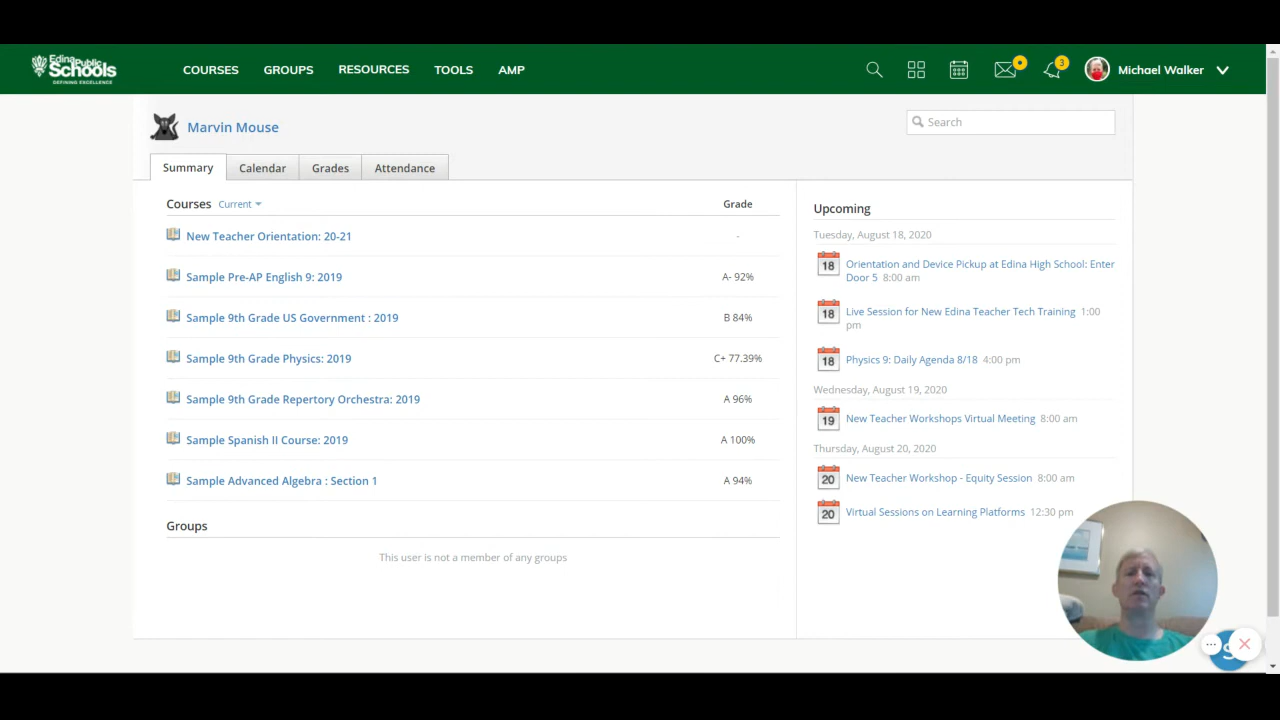 Edina Public
Schools
DEFINING EXCELLENCE
COURSES GROUPS RESOURCES TOOLS AMP
3
Michael Walker
Marvin Mouse
Search
Summary Calendar Grades Attendance
Courses Current Grade
New Teacher Orientation: 20-21 -
Sample Pre-AP English 9: 2019 A- 92%
Sample 9th Grade US Government : 2019 B 84%
Sample 9th Grade Physics: 2019 C+ 77.39%
Sample 9th Grade Repertory Orchestra: 2019 A 96%
Sample Spanish II Course: 2019 A 100%
Sample Advanced Algebra : Section 1 A 94%
Groups
This user is not a member of any groups
Upcoming
Tuesday, August 18, 2020
18 Orientation and Device Pickup at Edina High School: Enter
Door 5 8:00 am
18 Live Session for New Edina Teacher Tech Training 1:00
pm
18 Physics 9: Daily Agenda 8/18 4:00 pm
Wednesday, August 19, 2020
19 New Teacher Workshops Virtual Meeting 8:00 am
Thursday, August 20, 2020
20 New Teacher Workshop - Equity Session 8:00 am
20 Virtual Sessions on Learning Platforms 12:30 pm